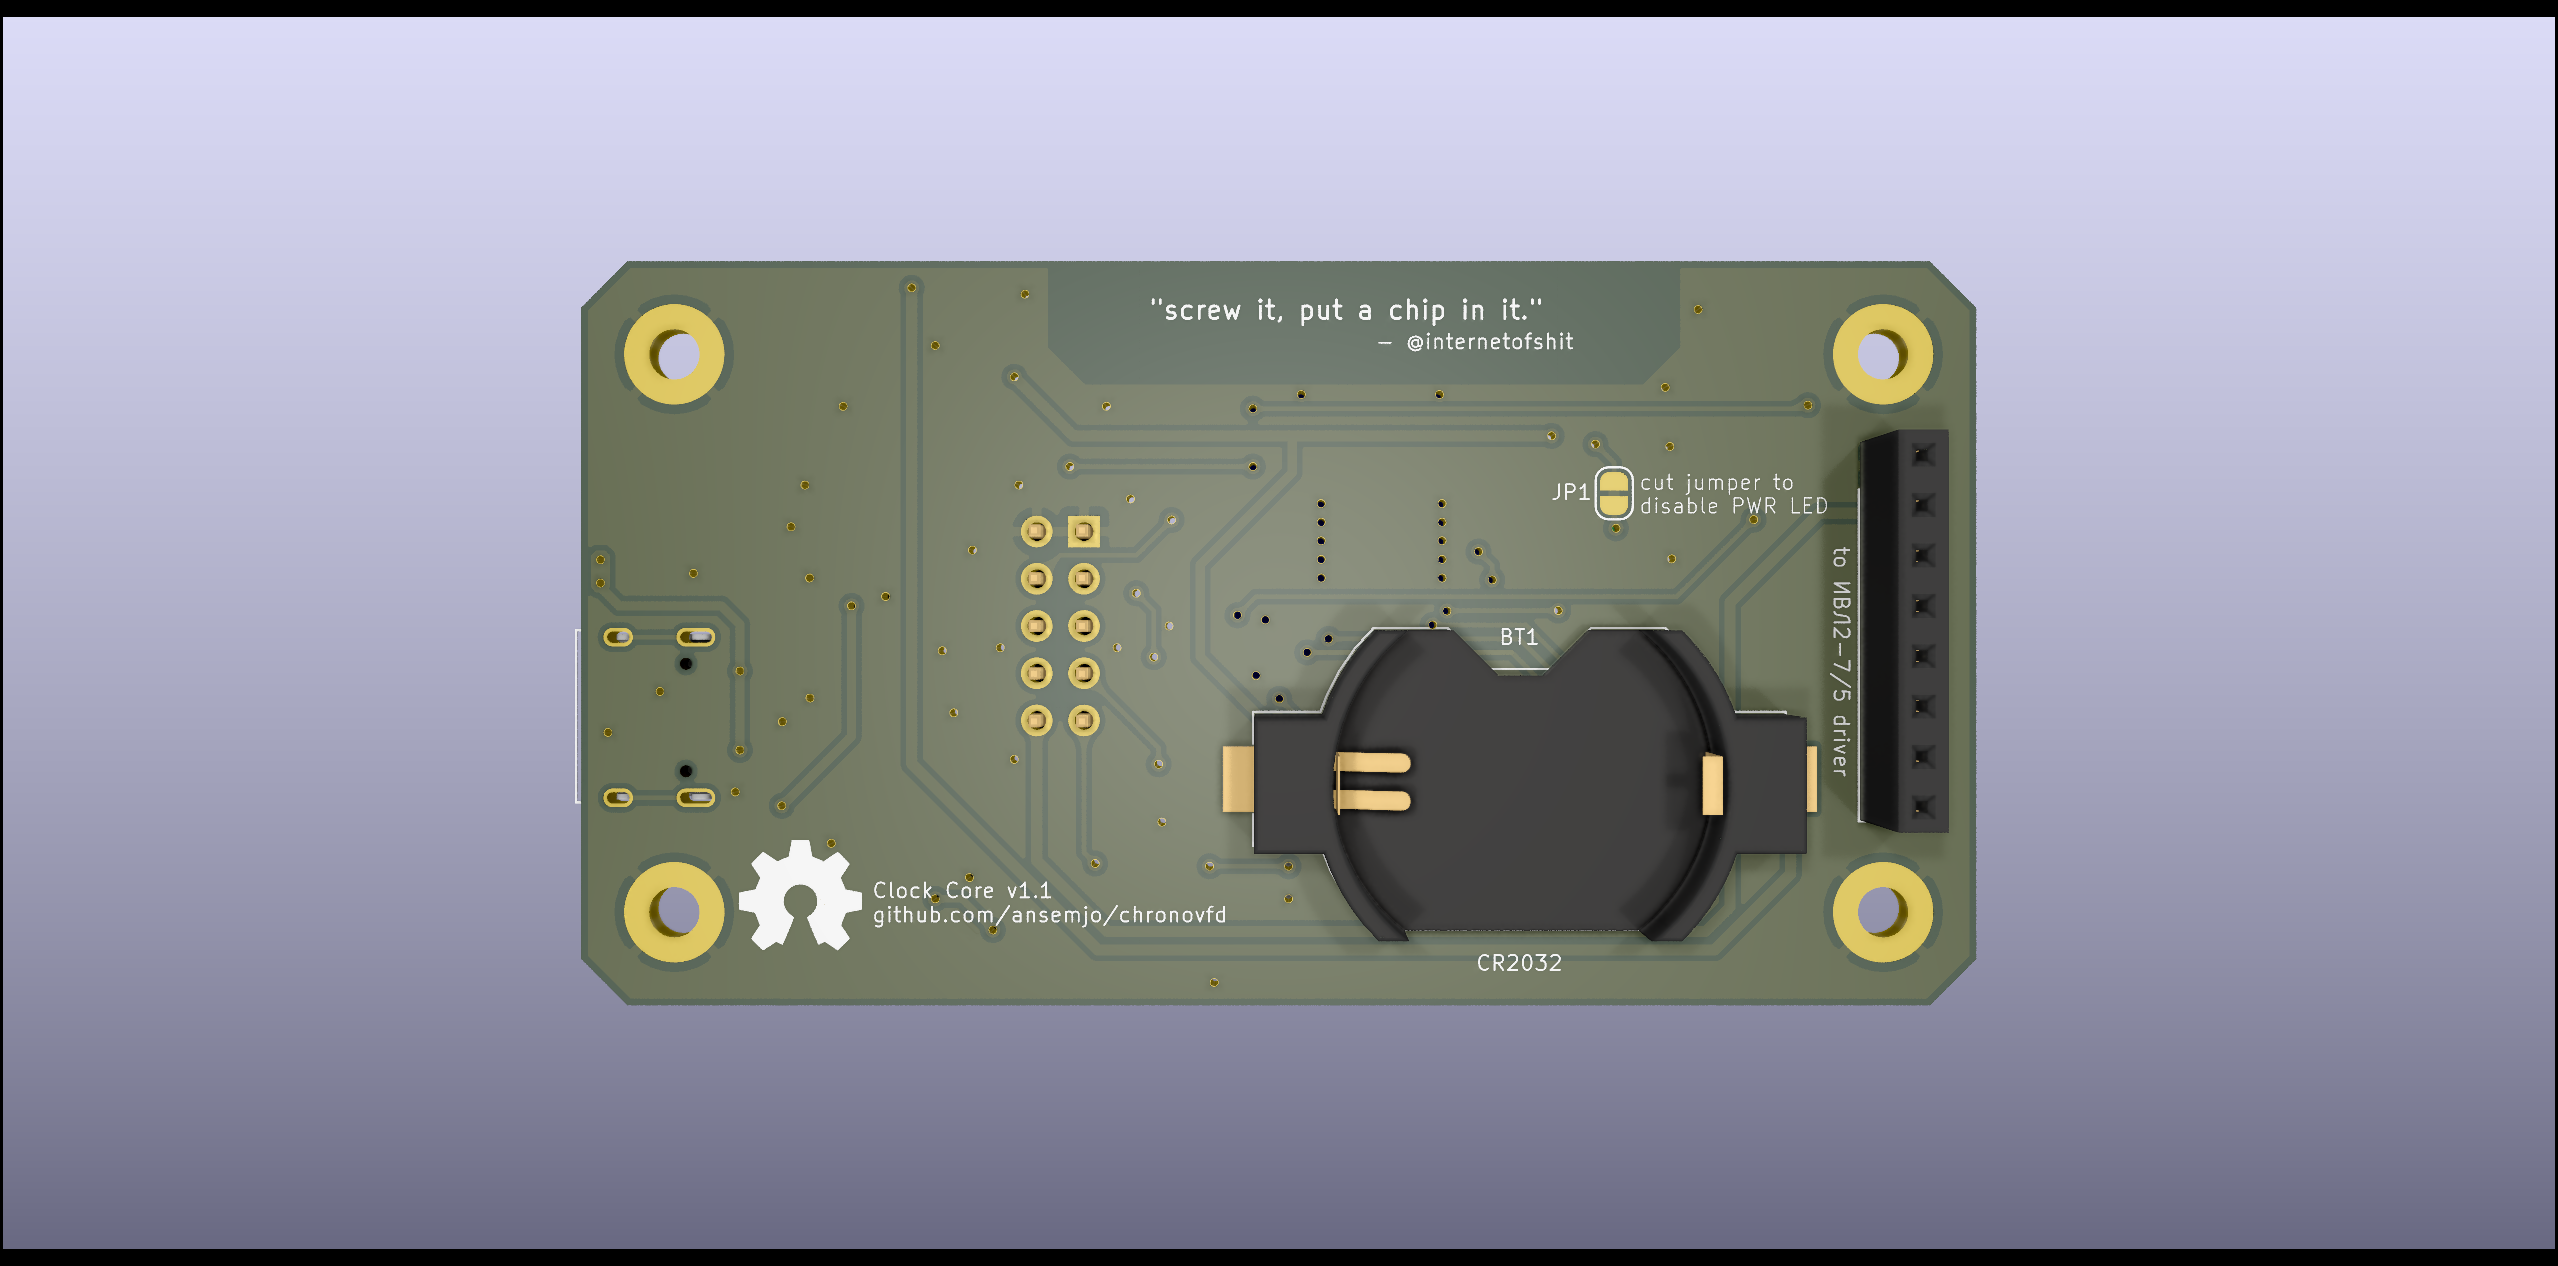 "screw it, put a chip in it."
— @internetofshit
JP1
cut jumper to
disable PWR LED
to ИВЛ2-7/5 driver
BT1
Clock Core v1.1
github.com/ansemjo/chronovfd
CR2032